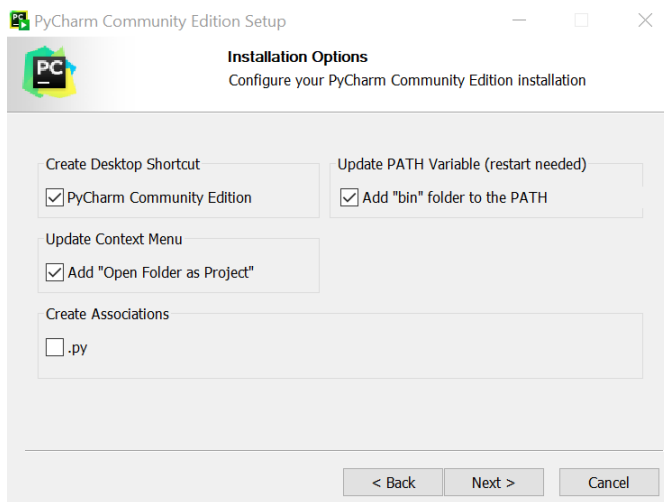 PyCharm Community Edition Setup
PC
Installation Options
Configure your PyCharm Community Edition installation
Create Desktop Shortcut
PyCharm Community Edition
Update PATH Variable (restart needed)
Add "bin" folder to the PATH
Update Context Menu
Add "Open Folder as Project"
Create Associations
.py
< Back
Next >
Cancel